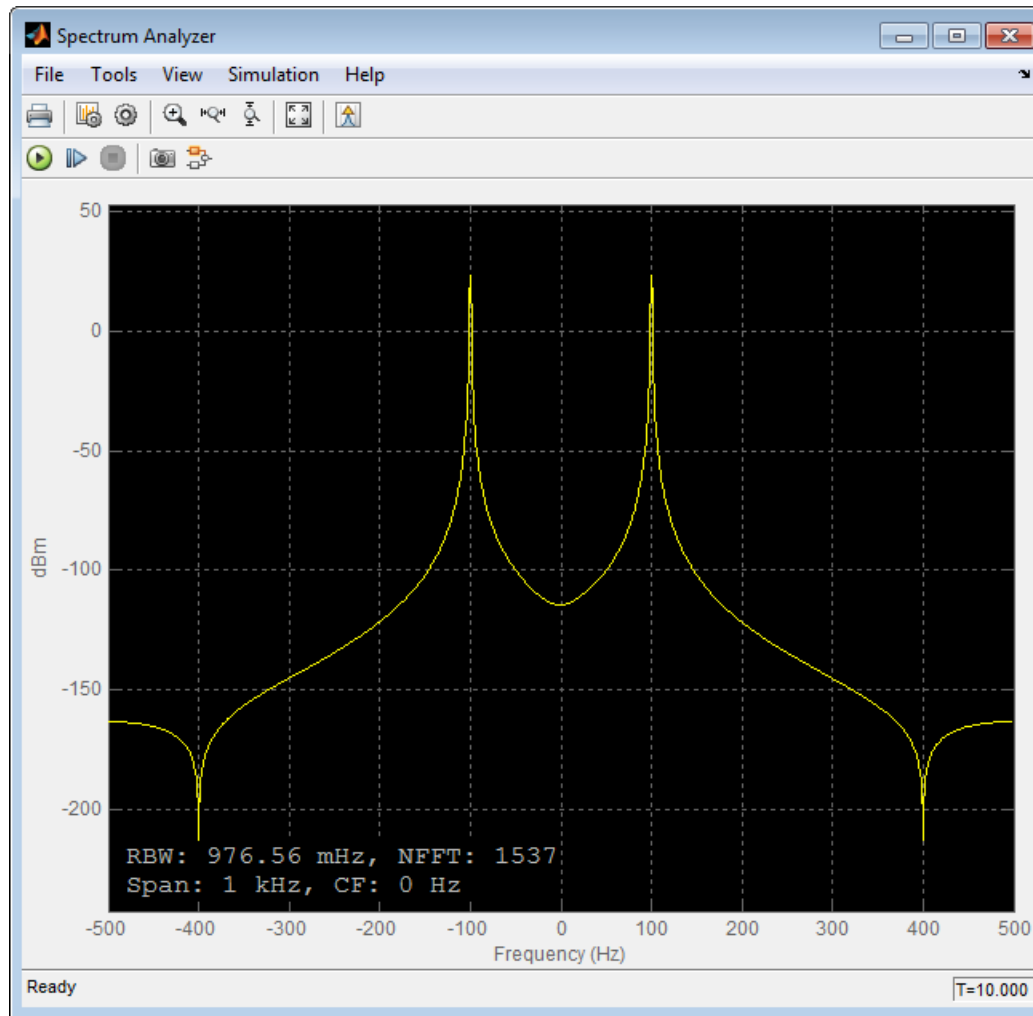 Spectrum Analyzer
File Tools View Simulation Help
50
0
-50
-100
-150
-200
dBm
RBW: 976.56 mHz, NFFT: 1537
Span: 1 kHz, CF: 0 Hz
-500 -400 -300 -200 -100 0 100 200 300 400 500
Frequency (Hz)
Ready T=10.000